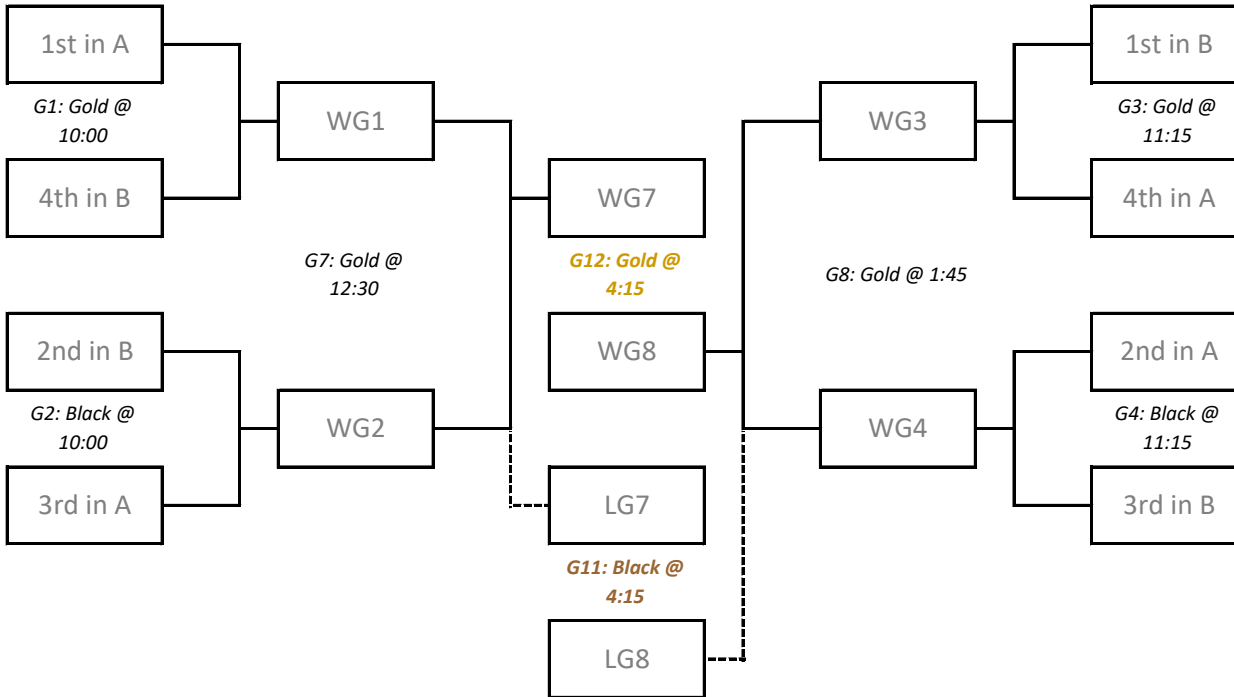 1st in A
1st in B
G1: Gold @
10:00
WG1
WG3
G3: Gold @
11:15
4th in B
WG7
4th in A
G7: Gold @
12:30
G12: Gold @
4:15
G8: Gold @ 1:45
2nd in B
WG8
2nd in A
G2: Black @
10:00
WG2
WG4
G4: Black @
11:15
3rd in A
LG7
3rd in B
G11: Black @
4:15
LG8